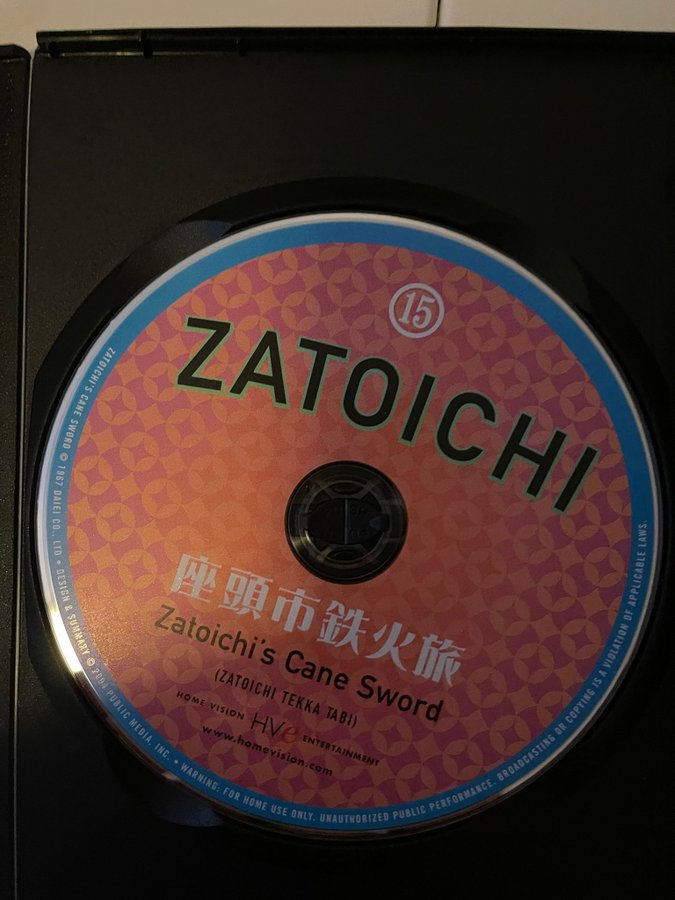 15
ZATOICHI
座頭市鉄火旅
Zatoichi's Cane Sword
(ZATOICHI TEKKA TABI)
HOME VISION HVe ENTERTAINMENT
www.homevision.com
ZATOICHI'S CANE SWORD © 1967 DAIEI CO., LTD • DESIGN & SUMMARY © 2004 PUBLIC MEDIA, INC. • WARNING: FOR HOME USE ONLY. UNAUTHORIZED PUBLIC PERFORMANCE, BROADCASTING OR COPYING IS A VIOLATION OF APPLICABLE LAWS.